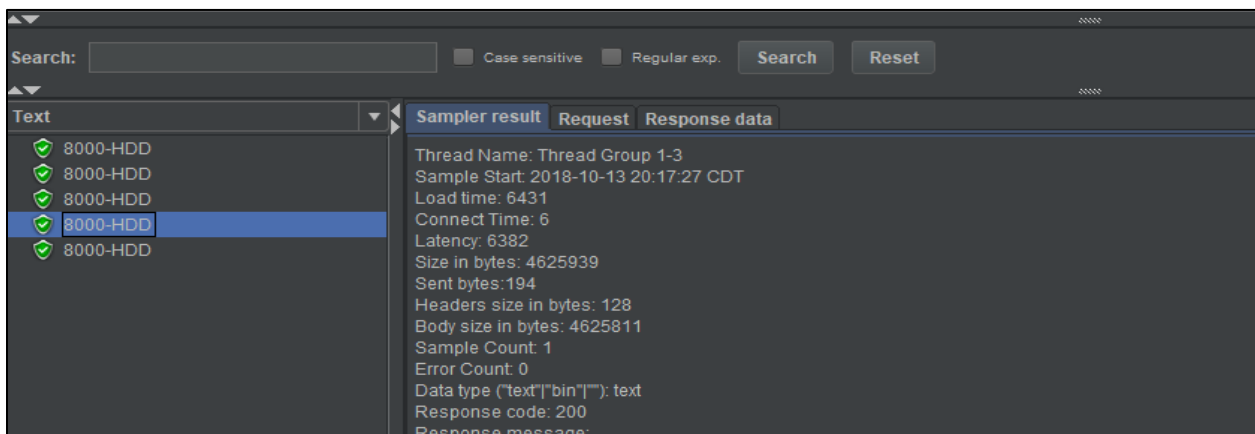 Search: Case sensitive Regular exp. Search Reset
Text
8000-HDD
8000-HDD
8000-HDD
8000-HDD
8000-HDD
Sampler result Request Response data
Thread Name: Thread Group 1-3
Sample Start: 2018-10-13 20:17:27 CDT
Load time: 6431
Connect Time: 6
Latency: 6382
Size in bytes: 4625939
Sent bytes:194
Headers size in bytes: 128
Body size in bytes: 4625811
Sample Count: 1
Error Count: 0
Data type ("text"|"bin"|""): text
Response code: 200
Response message: